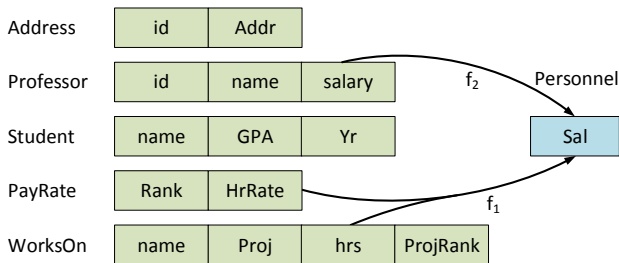 Address id Addr
Professor id name salary f2 Personnel
Student name GPA Yr Sal
PayRate Rank HrRate f1
WorksOn name Proj hrs ProjRank